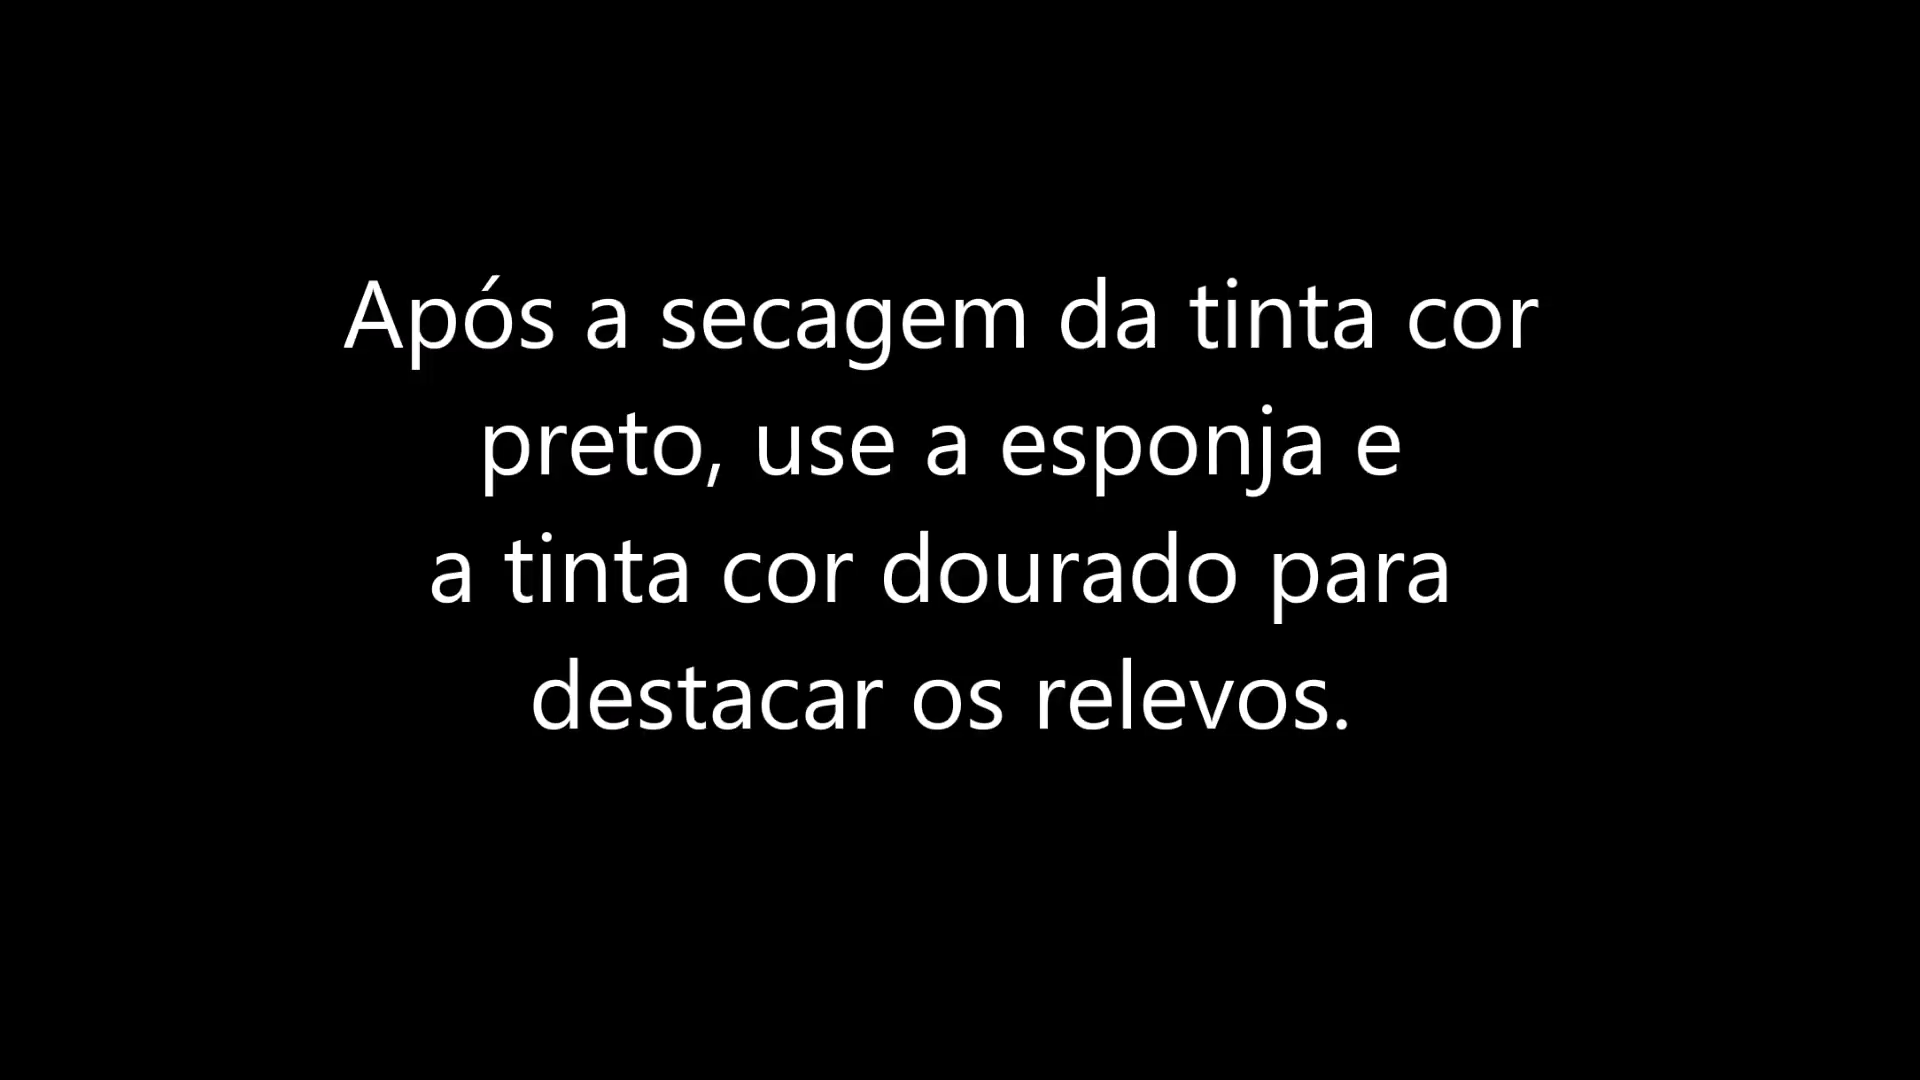 Após a secagem da tinta cor
preto, use a esponja e
a tinta cor dourado para
destacar os relevos.